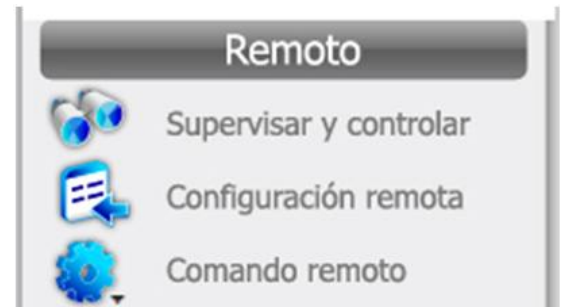 Remoto
Supervisar y controlar
Configuración remota
Comando remoto